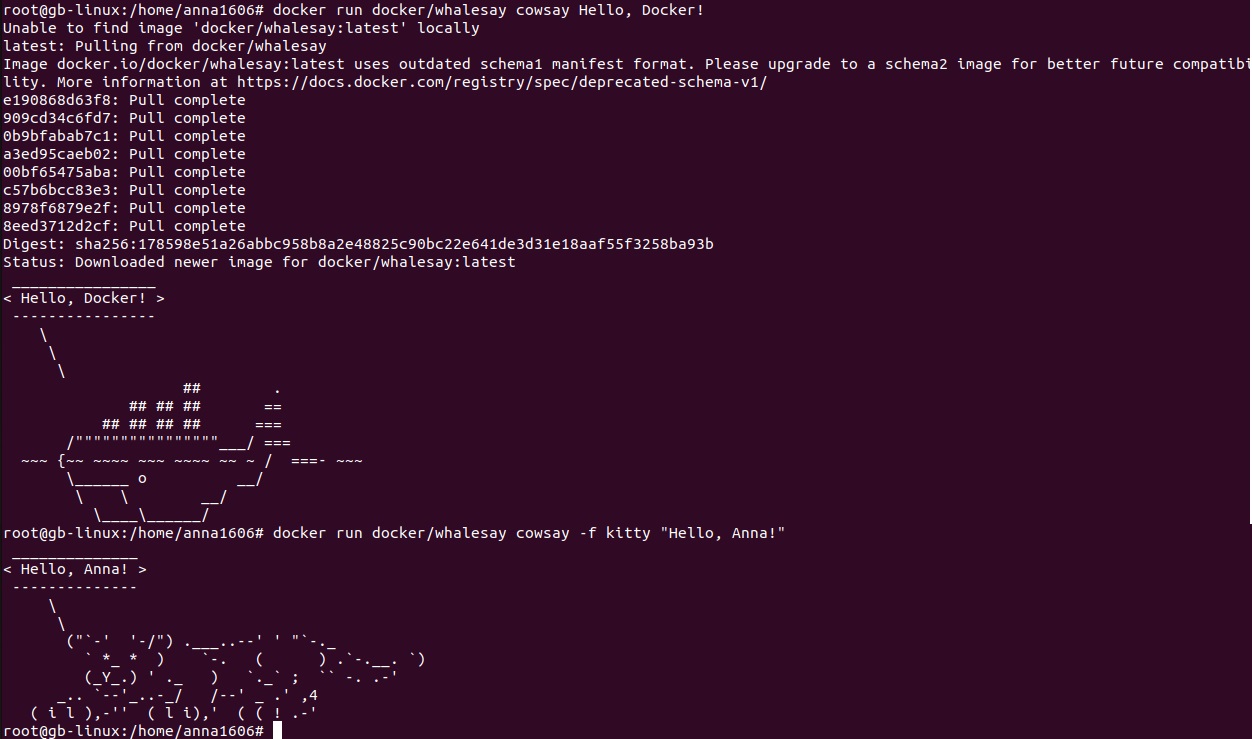 root@gb-linux:/home/anna1606# docker run docker/whalesay cowsay Hello, Docker!
Unable to find image 'docker/whalesay:latest' locally
latest: Pulling from docker/whalesay
Image docker.io/docker/whalesay:latest uses outdated schema1 manifest format. Please upgrade to a schema2 image for better future compatibi
lity. More information at https://docs.docker.com/registry/spec/deprecated-schema-v1/
e190868d63f8: Pull complete
909cd34c6fd7: Pull complete
0b9bfabab7c1: Pull complete
a3ed95caeb02: Pull complete
00bf65475aba: Pull complete
c57b6bcc83e3: Pull complete
8978f6879e2f: Pull complete
8eed3712d2cf: Pull complete
Digest: sha256:178598e51a26abbc958b8a2e48825c90bc22e641de3d31e18aaf55f3258ba93b
Status: Downloaded newer image for docker/whalesay:latest
 ________________
< Hello, Docker! >
 ----------------
    \
     \
      \
                    ##        .
              ## ## ##       ==
           ## ## ## ##      ===
       /""""""""""""""""___/ ===
  ~~~ {~~ ~~~~ ~~~ ~~~~ ~~ ~ /  ===- ~~~
       \______ o          __/
        \    \        __/
          \____\______/
root@gb-linux:/home/anna1606# docker run docker/whalesay cowsay -f kitty "Hello, Anna!"
 ______________
< Hello, Anna! >
 --------------
     \
      \
       ("`-'  '-/") .___..--' ' "`-._
         ` *_ *  )    `-.   (      ) .`-.__. `)
         (_Y_.) ' ._   )   `._` ;  `` -. .-'
      _.. `--'_..-_/   /--' _ .' ,4
   ( i l ),-''  ( l i),'  ( ( ! .-'
root@gb-linux:/home/anna1606#